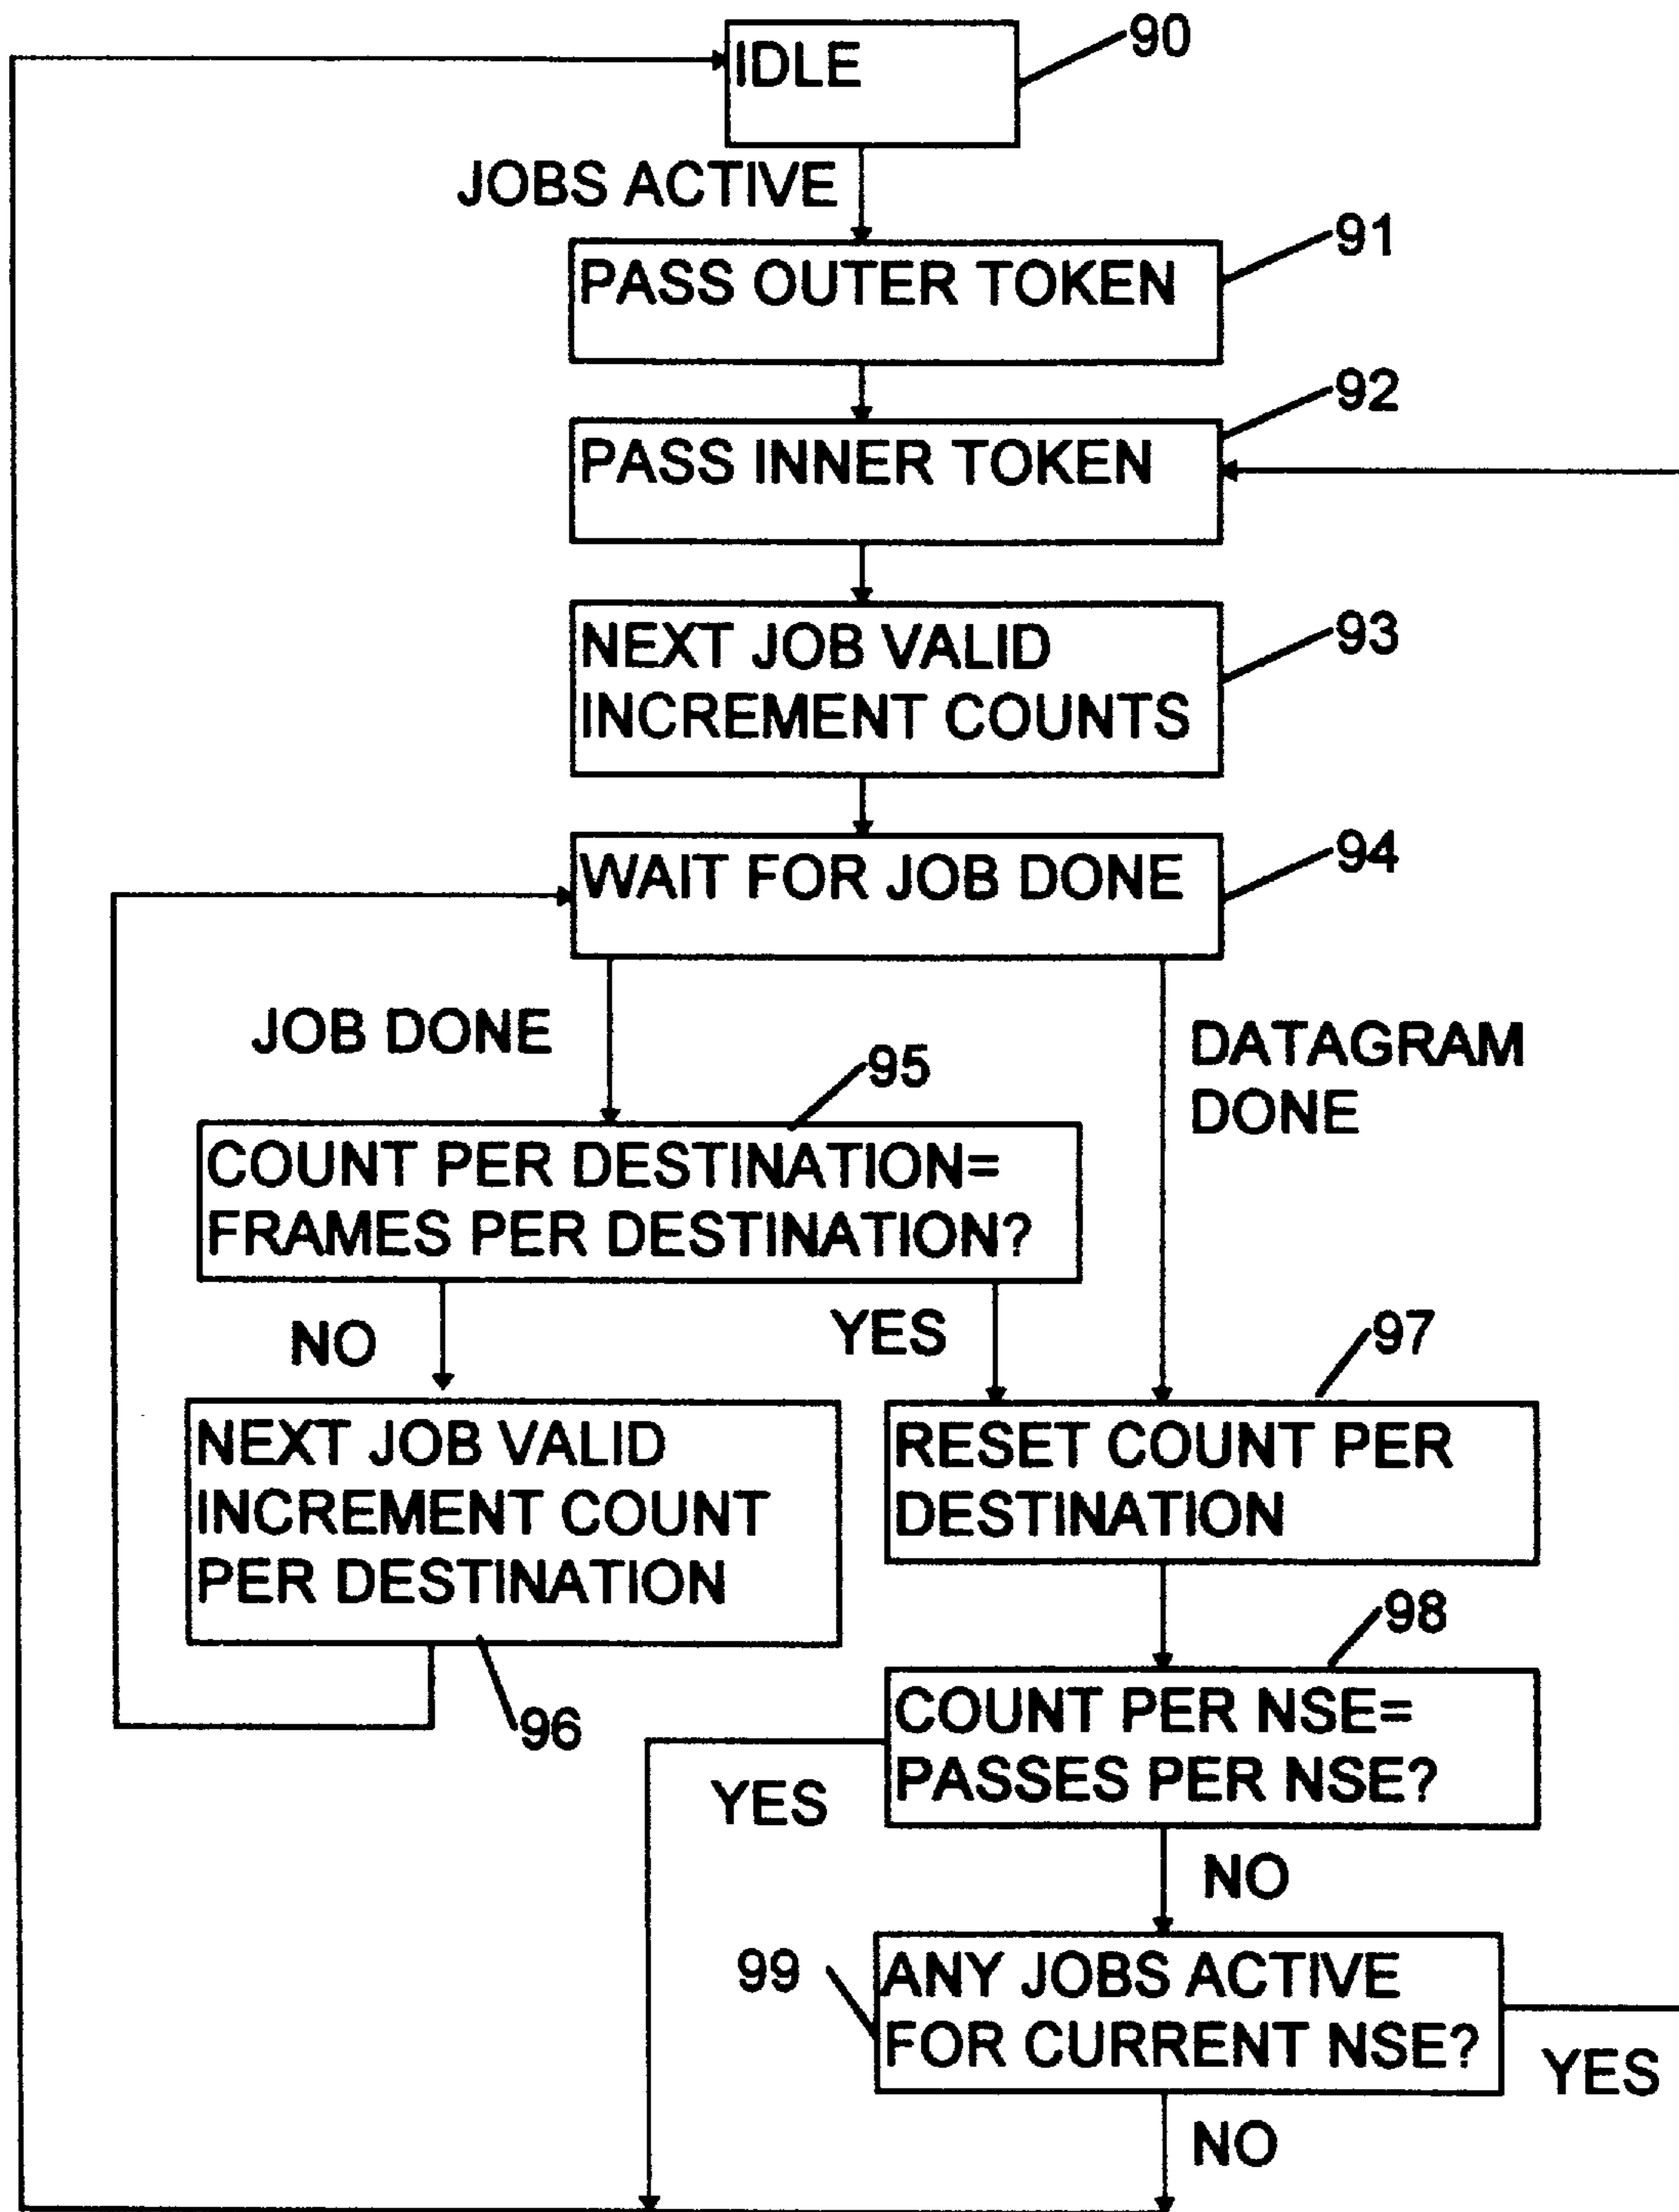 IDLE
90
JOBS ACTIVE
91
PASS OUTER TOKEN
92
PASS INNER TOKEN
93
NEXT JOB VALID
INCREMENT COUNTS
94
WAIT FOR JOB DONE
JOB DONE
DATAGRAM
DONE
95
COUNT PER DESTINATION=
FRAMES PER DESTINATION?
NO
YES
97
NEXT JOB VALID
INCREMENT COUNT
PER DESTINATION
96
RESET COUNT PER
DESTINATION
98
COUNT PER NSE=
PASSES PER NSE?
YES
NO
99
ANY JOBS ACTIVE
FOR CURRENT NSE?
YES
NO